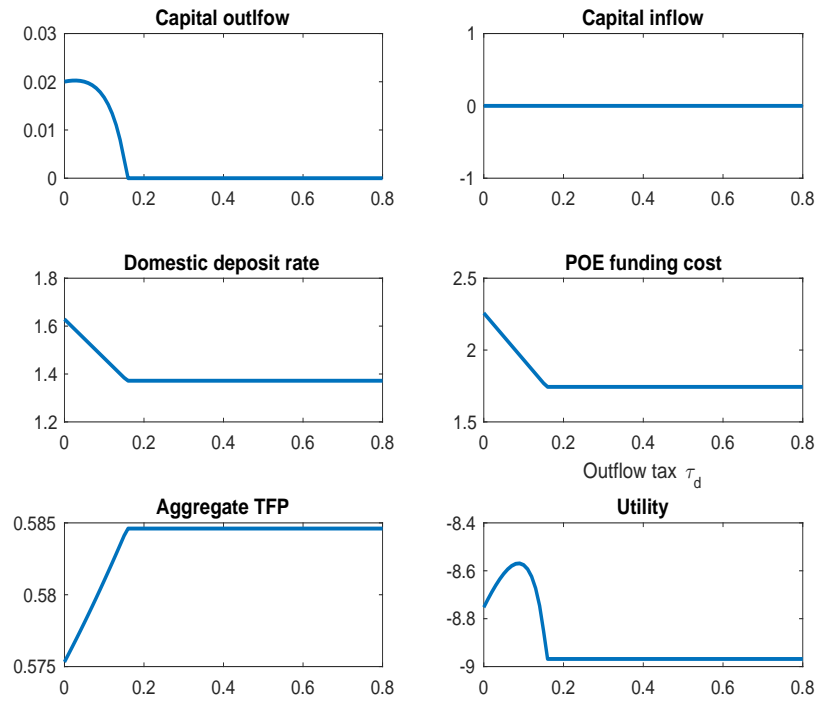 Capital outlfow
Capital inflow
0.03
0.02
0.01
0
0 0.2 0.4 0.6 0.8
1
0
-1
0 0.2 0.4 0.6 0.8
Domestic deposit rate
POE funding cost
1.8
1.6
1.4
1.2
0 0.2 0.4 0.6 0.8
2.5
2
1.5
0 0.2 0.4 0.6 0.8
Outflow tax τd
Aggregate TFP
Utility
0.585
0.58
0.575
0 0.2 0.4 0.6 0.8
-8.4
-8.6
-8.8
-9
0 0.2 0.4 0.6 0.8